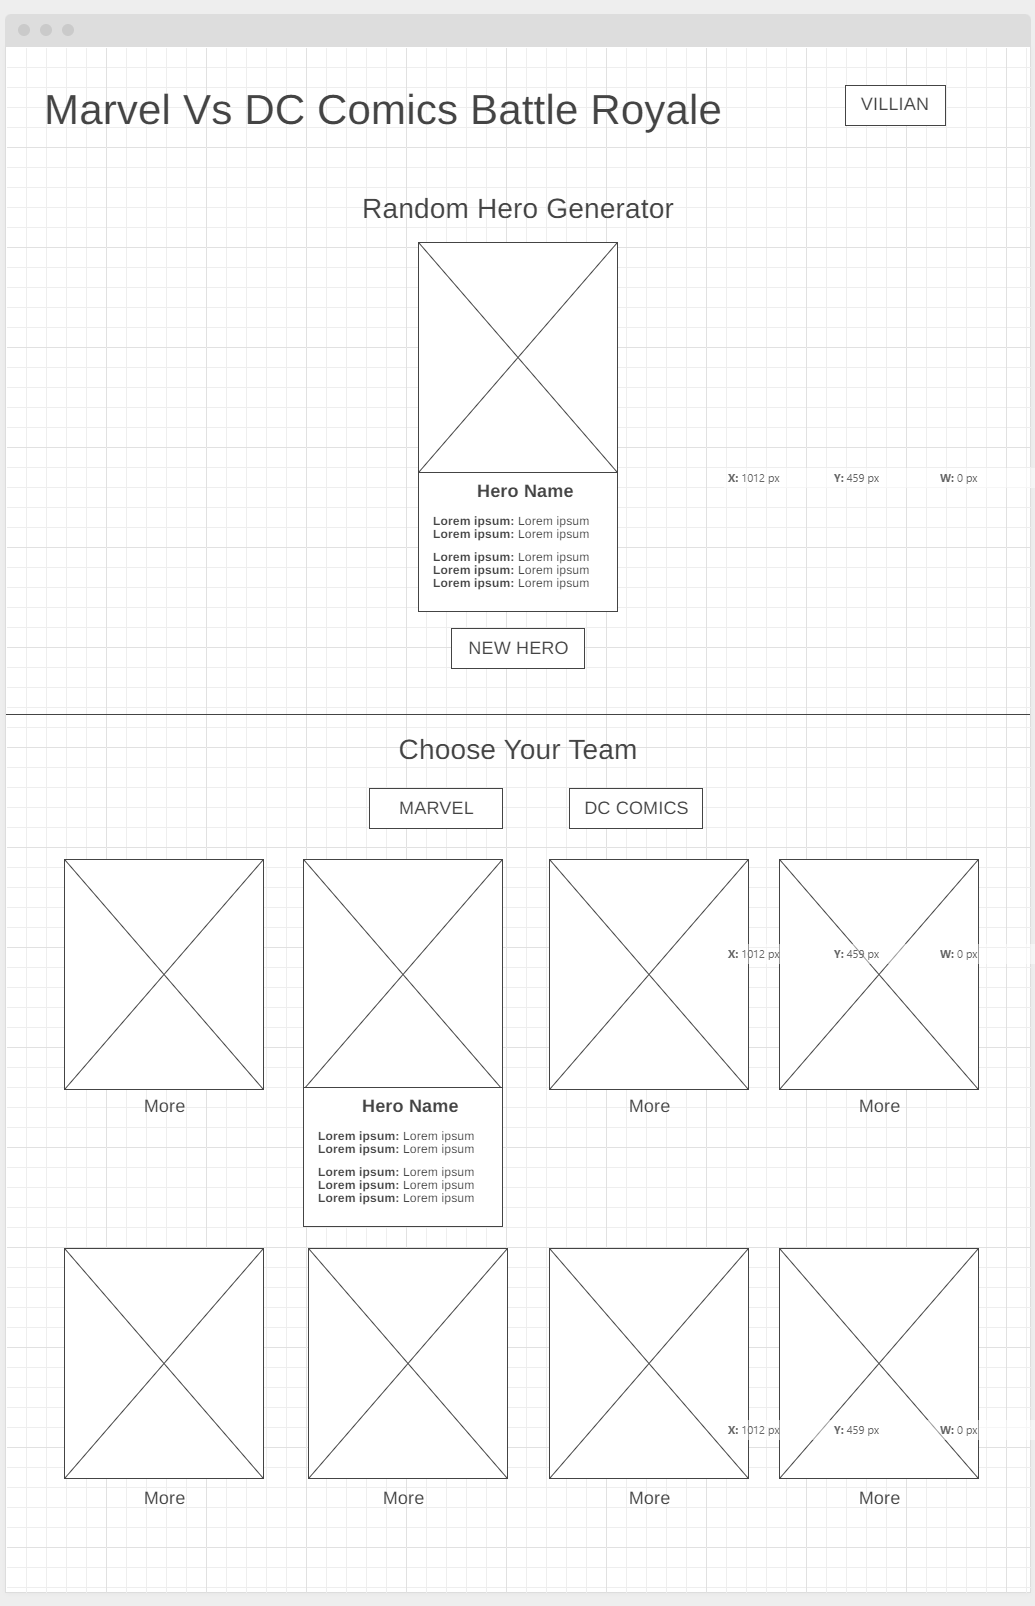 Marvel Vs DC Comics Battle Royale
VILLIAN
Random Hero Generator
X: 1012 px Y: 459 px W: 0 px
Hero Name
Lorem ipsum: Lorem ipsum
Lorem ipsum: Lorem ipsum
Lorem ipsum: Lorem ipsum
Lorem ipsum: Lorem ipsum
Lorem ipsum: Lorem ipsum
NEW HERO
Choose Your Team
MARVEL DC COMICS
X: 1012 px Y: 459 px W: 0 px
More Hero Name More More
Lorem ipsum: Lorem ipsum
Lorem ipsum: Lorem ipsum
Lorem ipsum: Lorem ipsum
Lorem ipsum: Lorem ipsum
Lorem ipsum: Lorem ipsum
X: 1012 px Y: 459 px W: 0 px
More More More More